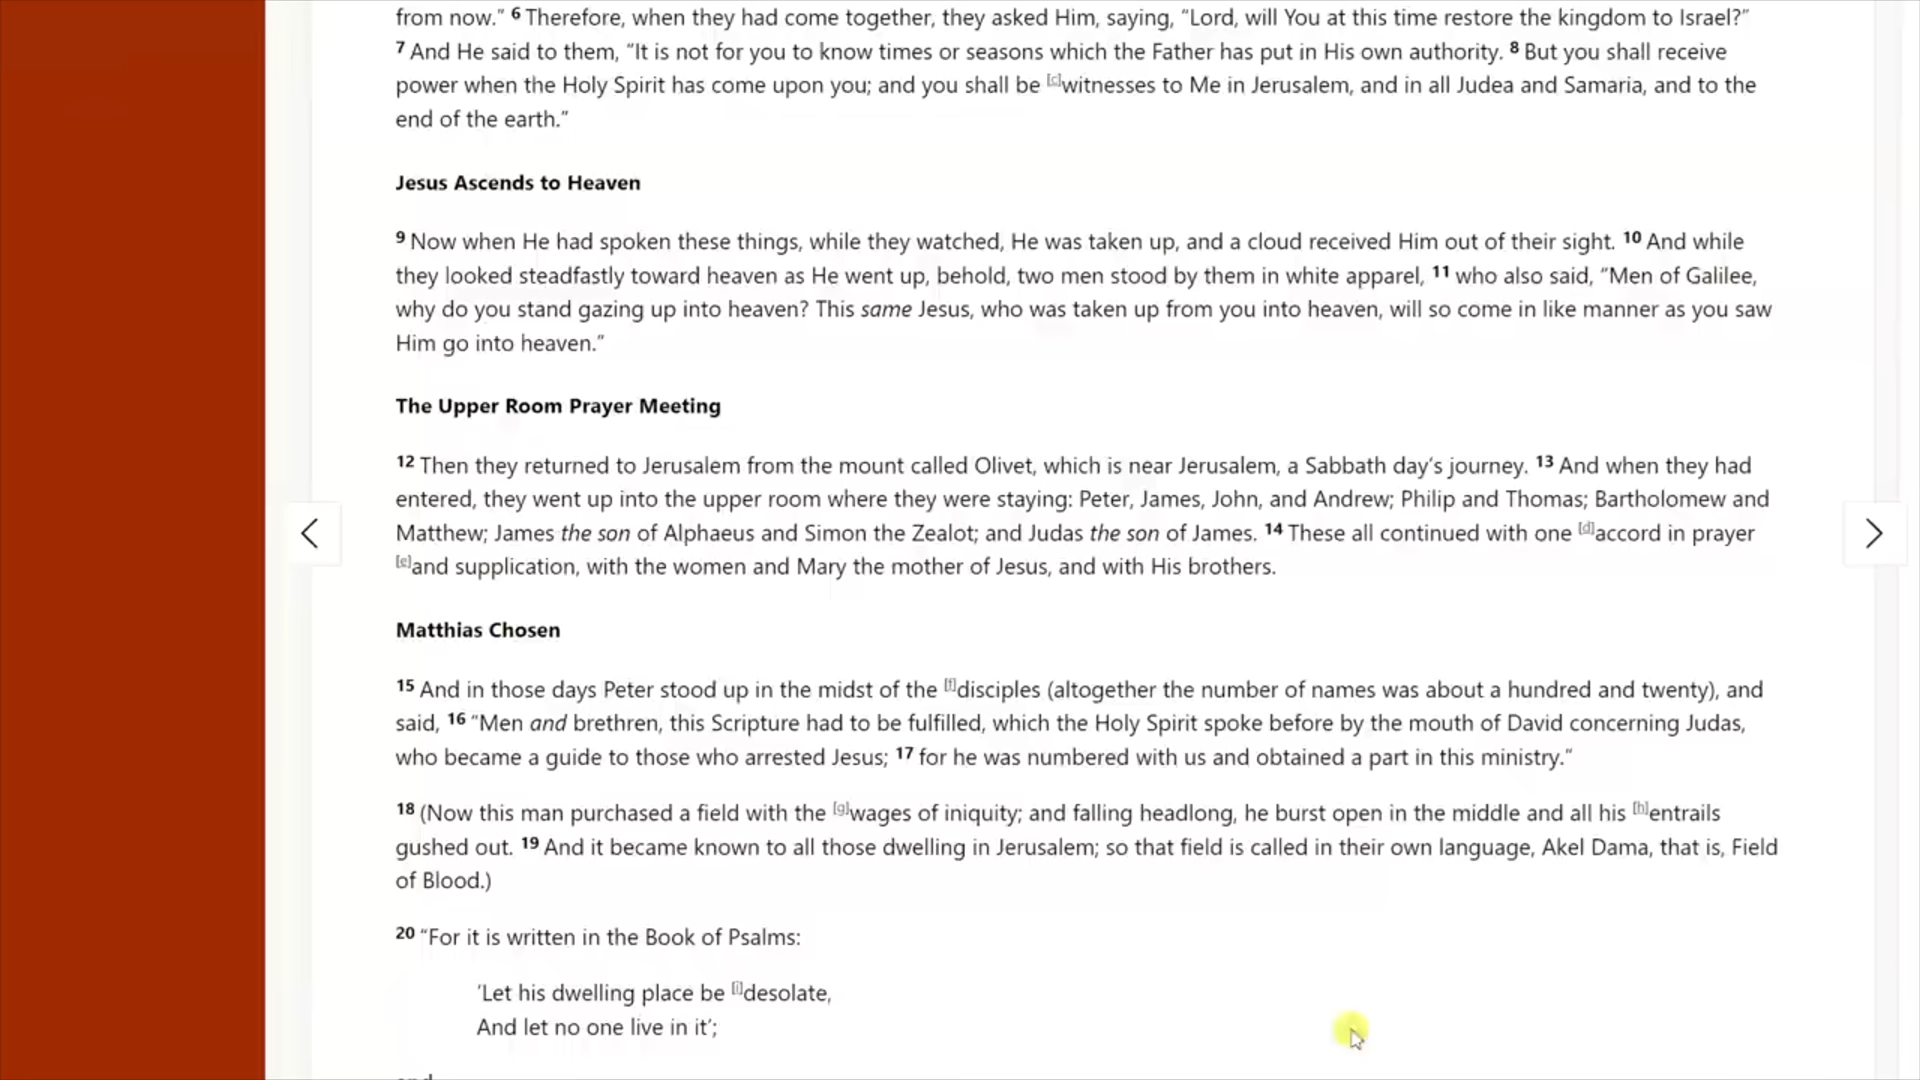 from now.” 6 Therefore, when they had come together, they asked Him, saying, “Lord, will You at this time restore the kingdom to Israel?”
7 And He said to them, “It is not for you to know times or seasons which the Father has put in His own authority. 8 But you shall receive
power when the Holy Spirit has come upon you; and you shall be [c]witnesses to Me in Jerusalem, and in all Judea and Samaria, and to the
end of the earth.”
Jesus Ascends to Heaven
9 Now when He had spoken these things, while they watched, He was taken up, and a cloud received Him out of their sight. 10 And while
they looked steadfastly toward heaven as He went up, behold, two men stood by them in white apparel, 11 who also said, “Men of Galilee,
why do you stand gazing up into heaven? This same Jesus, who was taken up from you into heaven, will so come in like manner as you saw
Him go into heaven.”
The Upper Room Prayer Meeting
12 Then they returned to Jerusalem from the mount called Olivet, which is near Jerusalem, a Sabbath day’s journey. 13 And when they had
entered, they went up into the upper room where they were staying: Peter, James, John, and Andrew; Philip and Thomas; Bartholomew and
Matthew; James the son of Alphaeus and Simon the Zealot; and Judas the son of James. 14 These all continued with one [d]accord in prayer
[e]and supplication, with the women and Mary the mother of Jesus, and with His brothers.
Matthias Chosen
15 And in those days Peter stood up in the midst of the [f]disciples (altogether the number of names was about a hundred and twenty), and
said, 16 “Men and brethren, this Scripture had to be fulfilled, which the Holy Spirit spoke before by the mouth of David concerning Judas,
who became a guide to those who arrested Jesus; 17 for he was numbered with us and obtained a part in this ministry.”
18 (Now this man purchased a field with the [g]wages of iniquity; and falling headlong, he burst open in the middle and all his [h]entrails
gushed out. 19 And it became known to all those dwelling in Jerusalem; so that field is called in their own language, Akel Dama, that is, Field
of Blood.)
20 “For it is written in the Book of Psalms:
‘Let his dwelling place be [i]desolate,
And let no one live in it’;
and